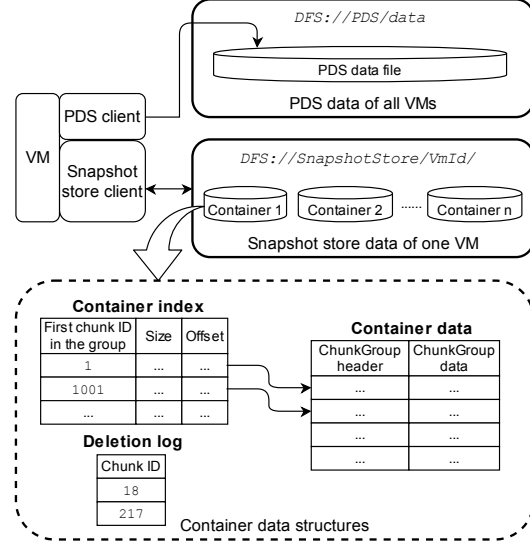 DFS://PDS/data
PDS data file
PDS data of all VMs
VM
PDS client
Snapshot
store client
DFS://SnapshotStore/VmId/
Container 1
Container 2
......
Container n
Snapshot store data of one VM
Container index
First chunk ID
in the group
Size
Offset
1
...
...
1001
...
...
...
...
...
Container data
ChunkGroup
header
ChunkGroup
data
...
...
...
...
...
...
...
...
Deletion log
Chunk ID
18
217
Container data structures